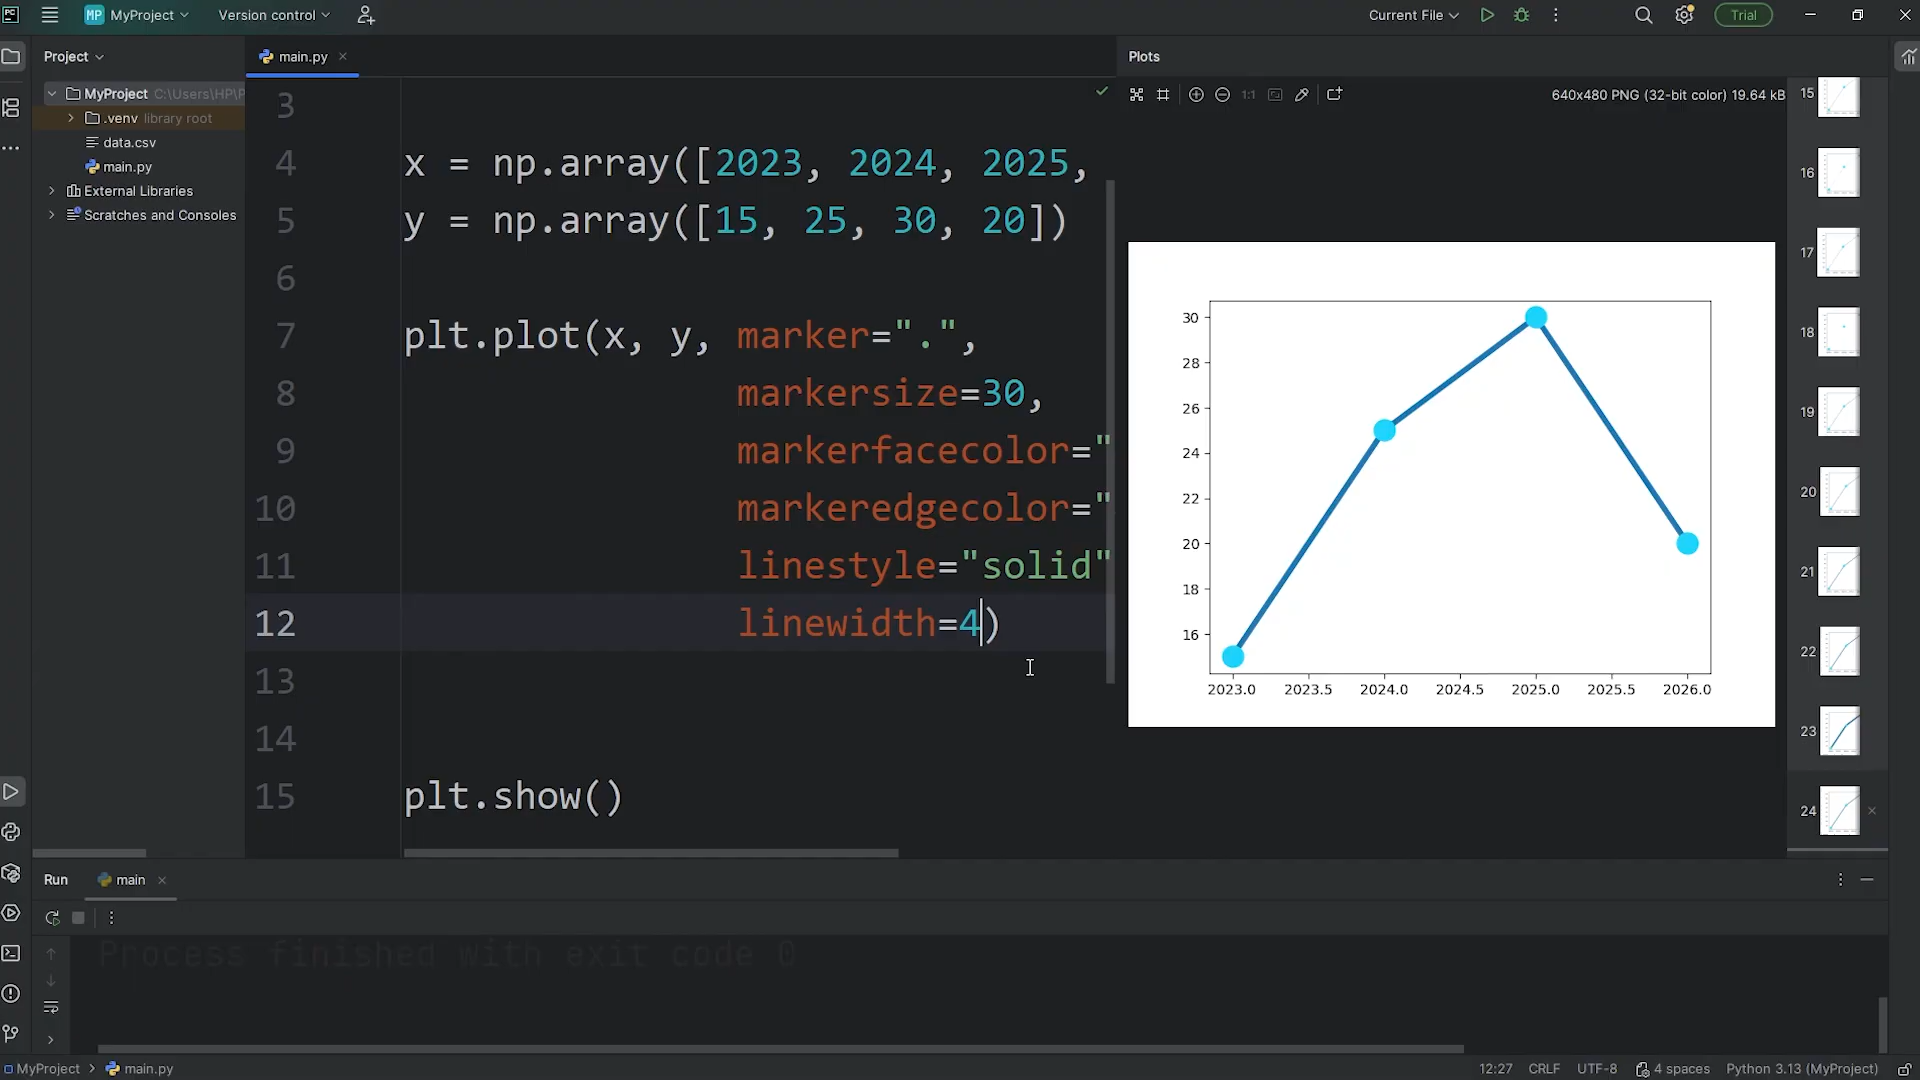 PC MP MyProject Version control Current File Trial
Project main.py Plots
MyProject C:\Users\HP\P
.venv library root
data.csv
main.py
External Libraries
Scratches and Consoles
3
4 x = np.array([2023, 2024, 2025,
5 y = np.array([15, 25, 30, 20])
6
7 plt.plot(x, y, marker=".",
8 markersize=30,
9 markerfacecolor="
10 markeredgecolor="
11 linestyle="solid"
12 linewidth=4)
13
14
15 plt.show()
1:1 640x480 PNG (32-bit color) 19.64 kB
30
28
26
24
22
20
18
16
2023.0 2023.5 2024.0 2024.5 2025.0 2025.5 2026.0
15
16
17
18
19
20
21
22
23
24
Run main
Process finished with exit code 0
MyProject > main.py 12:27 CRLF UTF-8 4 spaces Python 3.13 (MyProject)